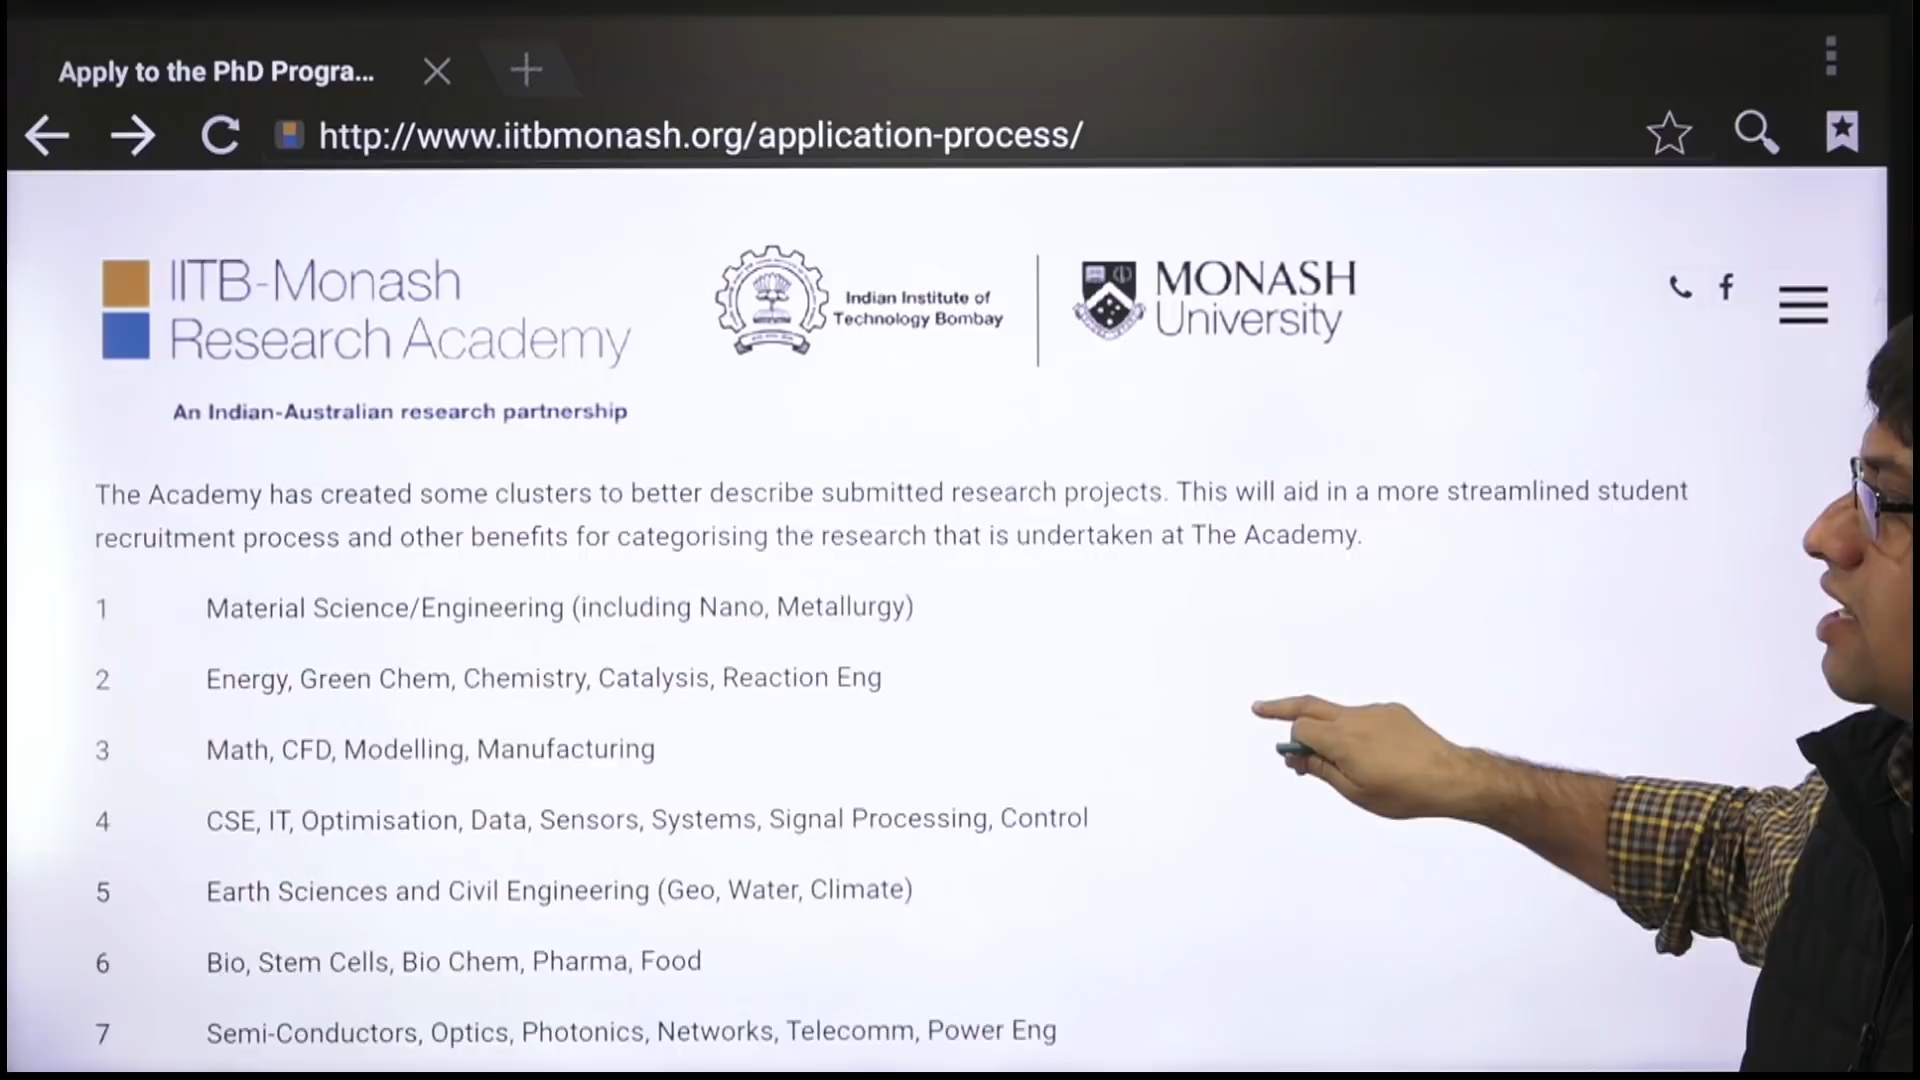 Apply to the PhD Progra...
http://www.iitbmonash.org/application-process/
IITB-Monash
Research Academy
An Indian-Australian research partnership
Indian Institute of
Technology Bombay
MONASH
University
The Academy has created some clusters to better describe submitted research projects. This will aid in a more streamlined student
recruitment process and other benefits for categorising the research that is undertaken at The Academy.
1 Material Science/Engineering (including Nano, Metallurgy)
2 Energy, Green Chem, Chemistry, Catalysis, Reaction Eng
3 Math, CFD, Modelling, Manufacturing
4 CSE, IT, Optimisation, Data, Sensors, Systems, Signal Processing, Control
5 Earth Sciences and Civil Engineering (Geo, Water, Climate)
6 Bio, Stem Cells, Bio Chem, Pharma, Food
7 Semi-Conductors, Optics, Photonics, Networks, Telecomm, Power Eng